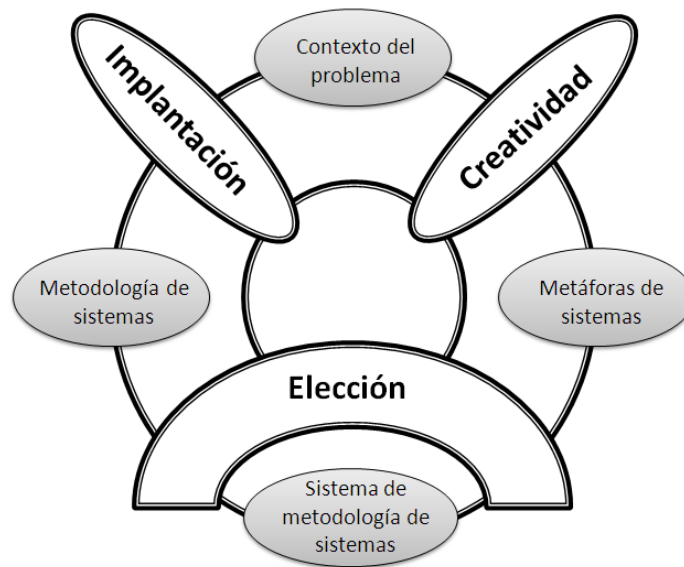 Contexto del
problema
Implantación
Creatividad
Metodología de
sistemas
Metáforas de
sistemas
Elección
Sistema de
metodología de
sistemas